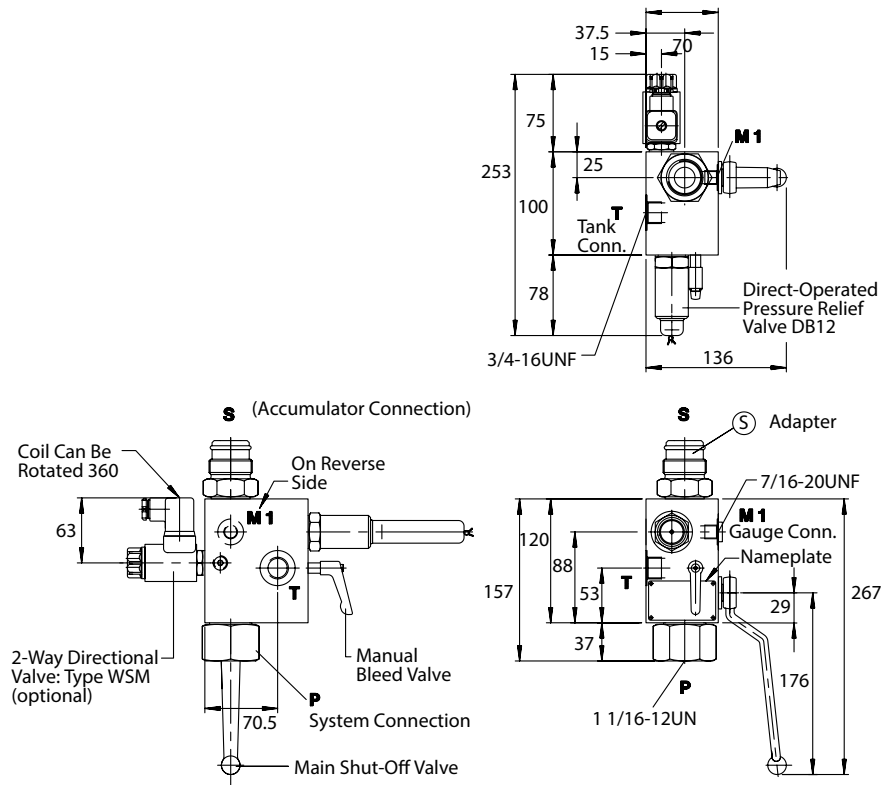 37.5
70
15
75
M 1
253
25
100
T
Tank
Conn.
78
Direct-Operated
Pressure Relief
Valve DB12
3/4-16UNF
136
S
(Accumulator Connection)
Coil Can Be
Rotated 360
On Reverse
Side
63
M 1
T
2-Way Directional
Valve: Type WSM
(optional)
Manual
Bleed Valve
P
System Connection
70.5
Main Shut-Off Valve
S
S Adapter
7/16-20UNF
M 1
Gauge Conn.
Nameplate
120
88
157
T
53
29
267
37
176
P
1 1/16-12UN